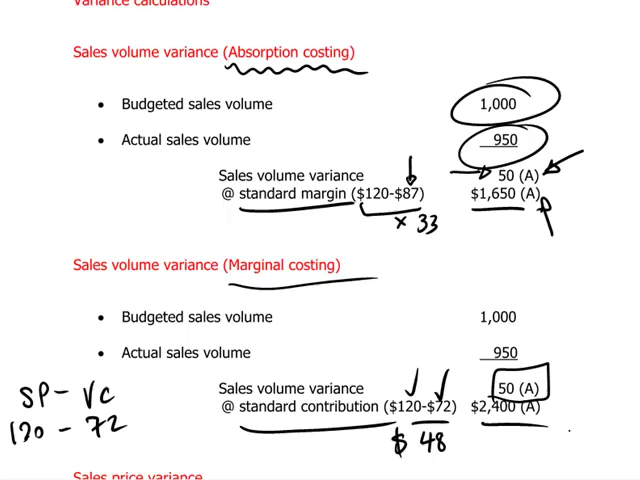 Variance calculations
Sales volume variance (Absorption costing)
• Budgeted sales volume 1,000
• Actual sales volume 950
Sales volume variance 50 (A)
@ standard margin ($120-$87) $1,650 (A)
x 33
Sales volume variance (Marginal costing)
• Budgeted sales volume 1,000
• Actual sales volume 950
Sales volume variance 50 (A)
@ standard contribution ($120-$72) $2,400 (A)
$ 48
SP - VC
120 - 72
Sales price variance